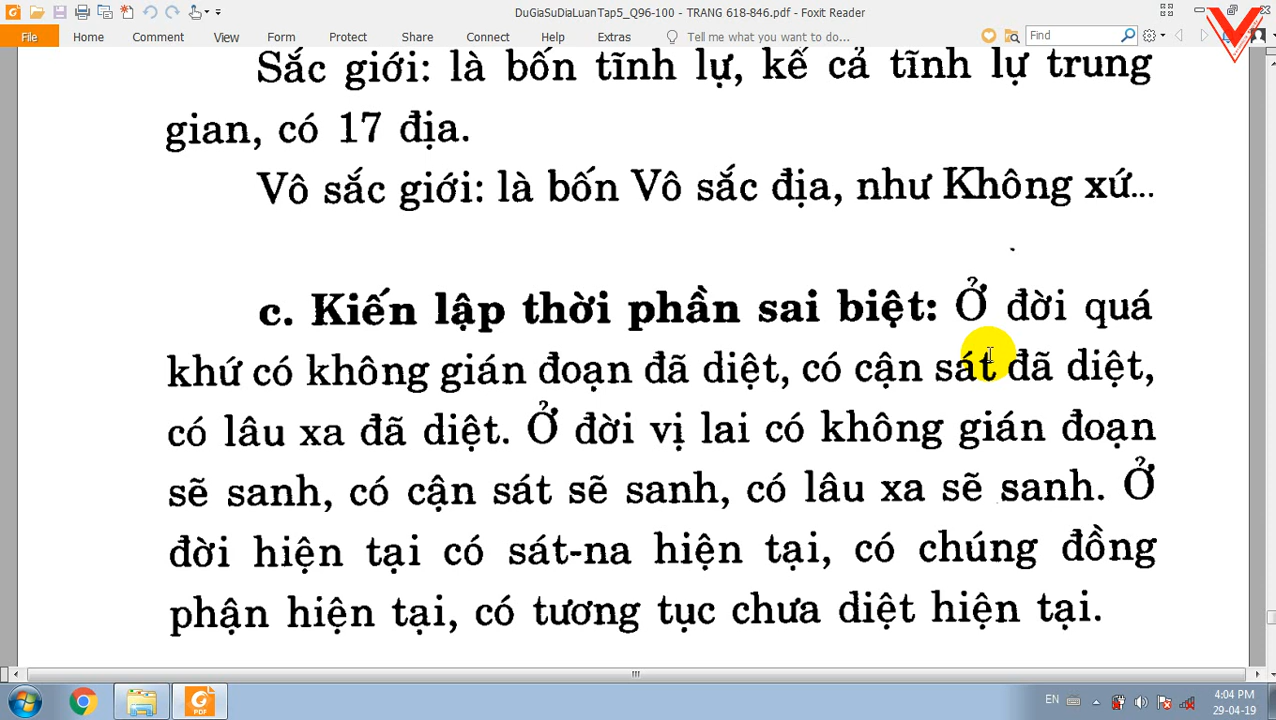 DuGiaSuDiaLuanTap5_Q96-100 - TRANG 618-846.pdf - Foxit Reader
File Home Comment View Form Protect Share Connect Help Extras Tell me what you want to do... Find
Sắc giới: là bốn tĩnh lự, kế cả tĩnh lự trung
gian, có 17 địa.
Vô sắc giới: là bốn Vô sắc địa, như Không xứ...
c. Kiến lập thời phần sai biệt: Ở đời quá
khứ có không gián đoạn đã diệt, có cận sát đã diệt,
có lâu xa đã diệt. Ở đời vị lai có không gián đoạn
sẽ sanh, có cận sát sẽ sanh, có lâu xa sẽ sanh. Ở
đời hiện tại có sát-na hiện tại, có chúng đồng
phận hiện tại, có tương tục chưa diệt hiện tại.
PDF
EN
4:04 PM
29-04-19